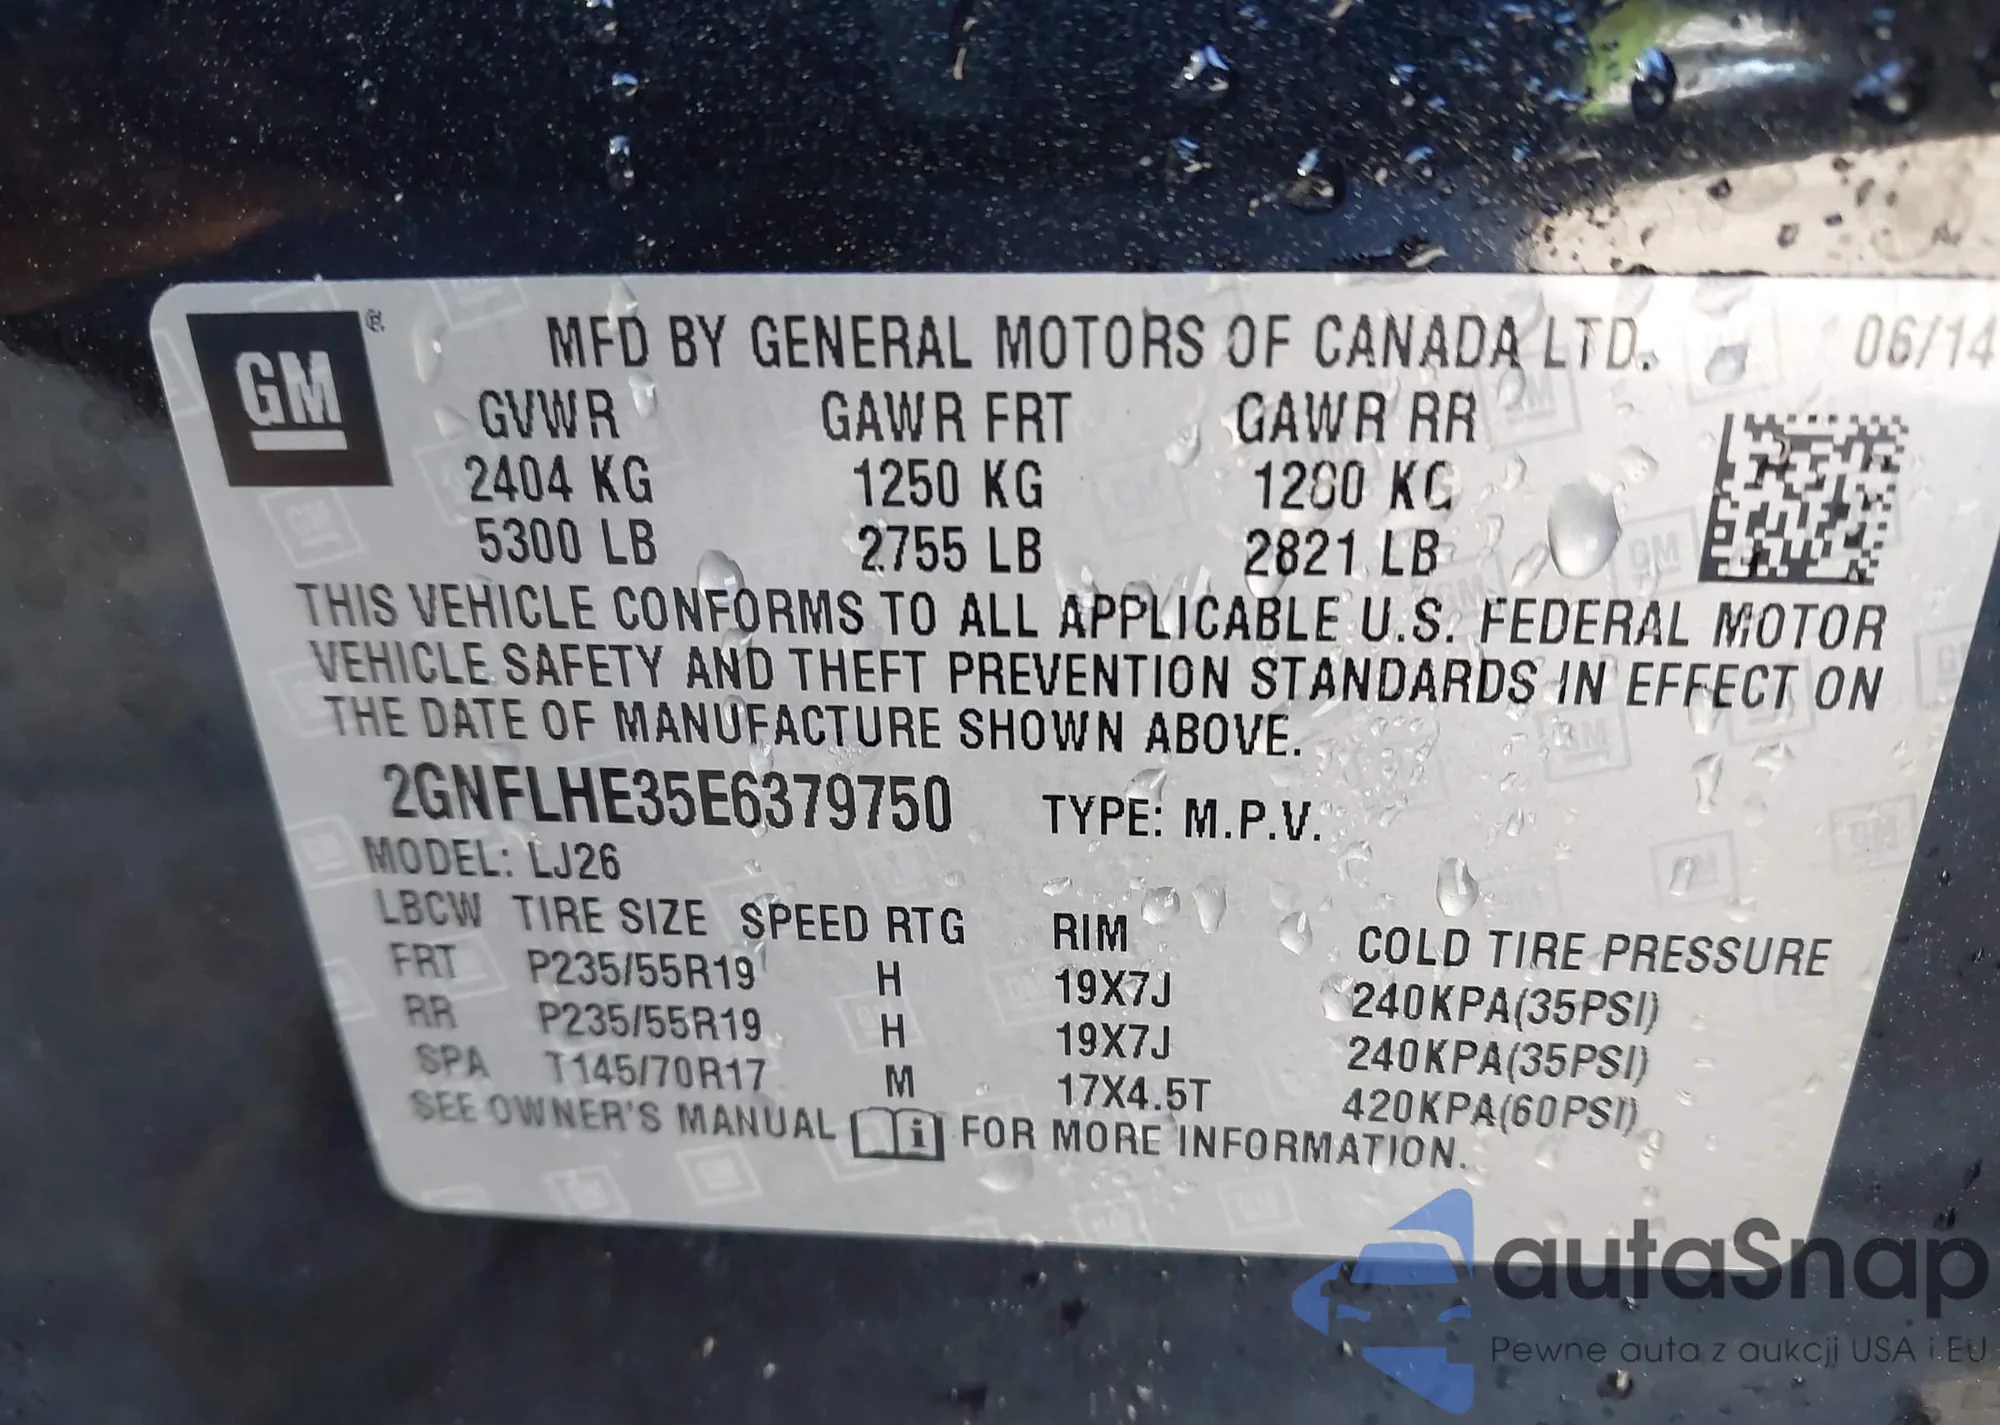 GM ®
MFD BY GENERAL MOTORS OF CANADA LTD. 06/14
GVWR GAWR FRT GAWR RR
2404 KG 1250 KG 1280 KG
5300 LB 2755 LB 2821 LB
THIS VEHICLE CONFORMS TO ALL APPLICABLE U.S. FEDERAL MOTOR
VEHICLE SAFETY AND THEFT PREVENTION STANDARDS IN EFFECT ON
THE DATE OF MANUFACTURE SHOWN ABOVE.
2GNFLHE35E6379750 TYPE: M.P.V.
MODEL: LJ26
LBCW TIRE SIZE SPEED RTG RIM COLD TIRE PRESSURE
FRT P235/55R19 H 19X7J 240KPA(35PSI)
RR P235/55R19 H 19X7J 240KPA(35PSI)
SPA T145/70R17 M 17X4.5T 420KPA(60PSI)
SEE OWNER'S MANUAL i FOR MORE INFORMATION.
autaSnap
Pewne auta z aukcji USA i EU